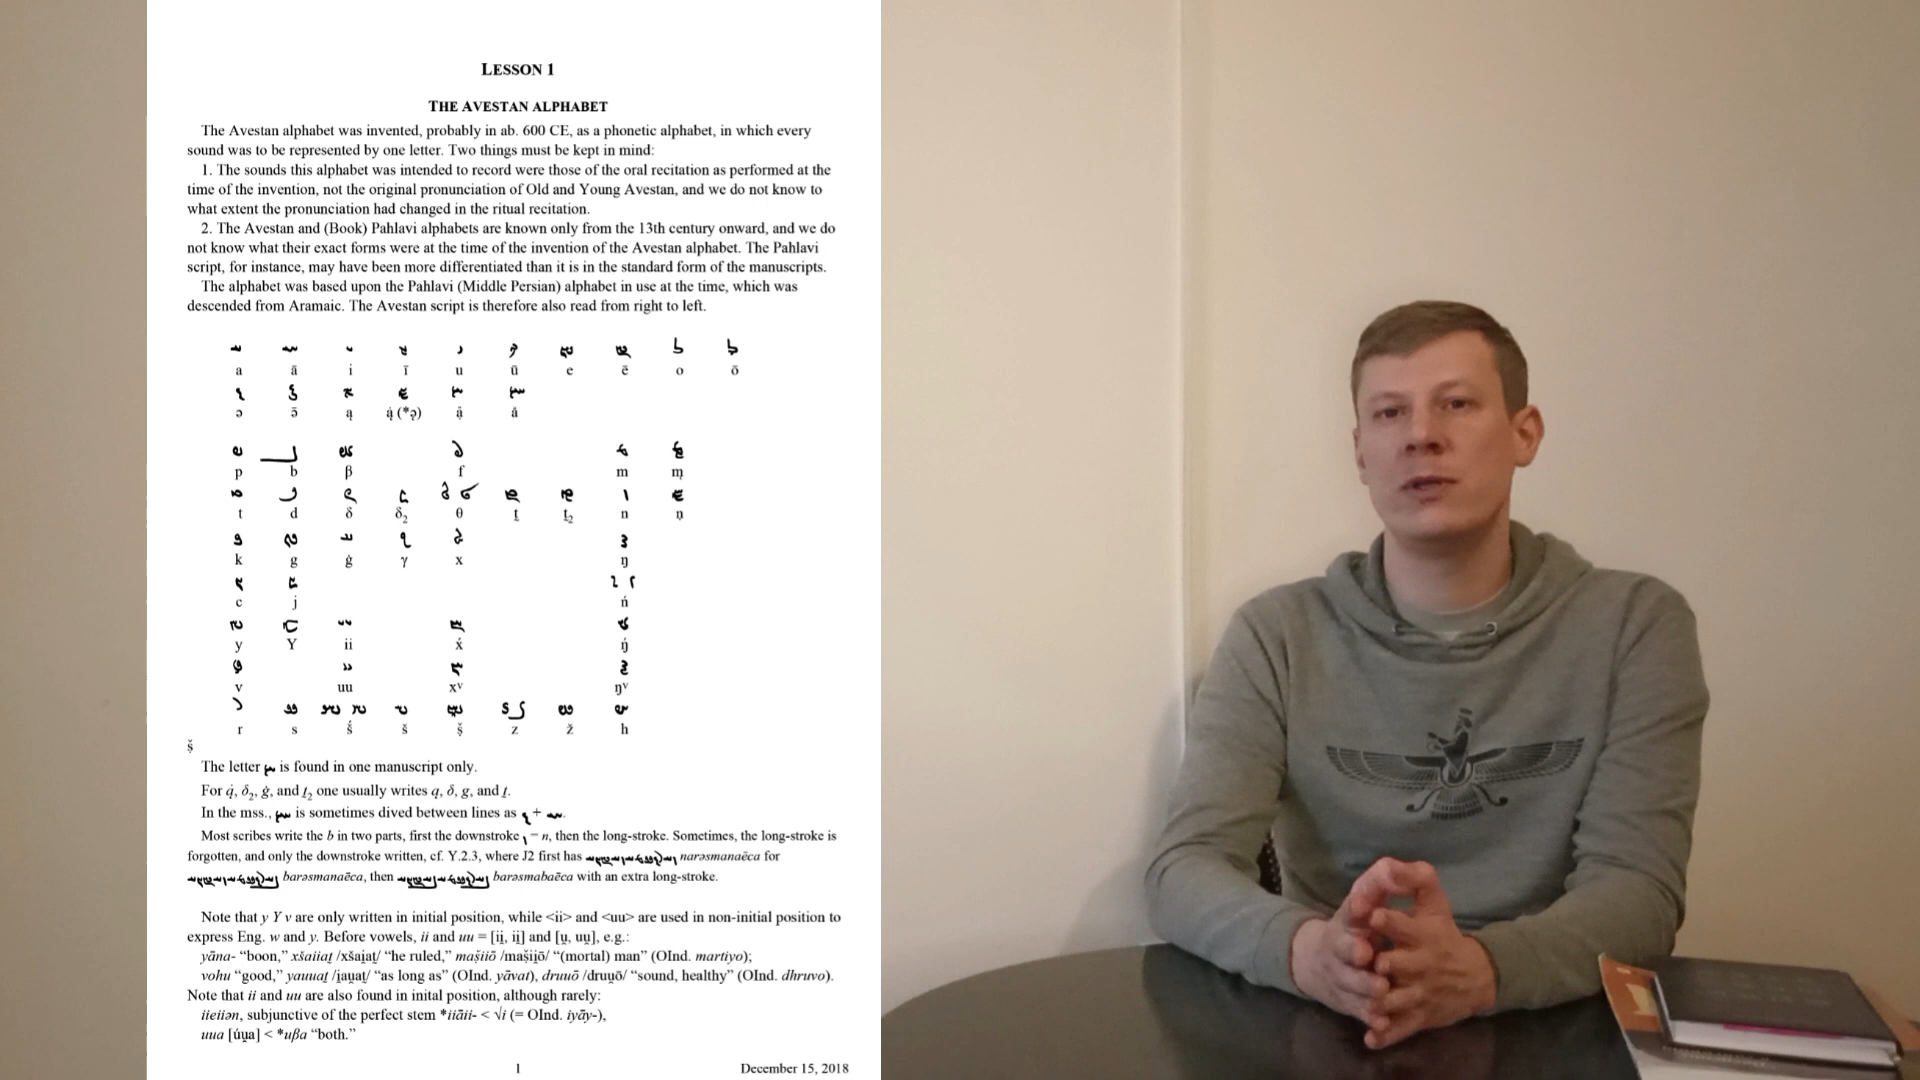 LESSON 1
THE AVESTAN ALPHABET
The Avestan alphabet was invented, probably in ab. 600 CE, as a phonetic alphabet, in which every
sound was to be represented by one letter. Two things must be kept in mind:
1. The sounds this alphabet was intended to record were those of the oral recitation as performed at the
time of the invention, not the original pronunciation of Old and Young Avestan, and we do not know to
what extent the pronunciation had changed in the ritual recitation.
2. The Avestan and (Book) Pahlavi alphabets are known only from the 13th century onward, and we do
not know what their exact forms were at the time of the invention of the Avestan alphabet. The Pahlavi
script, for instance, may have been more differentiated than it is in the standard form of the manuscripts.
The alphabet was based upon the Pahlavi (Middle Persian) alphabet in use at the time, which was
descended from Aramaic. The Avestan script is therefore also read from right to left.
𐬀 𐬁 𐬌 𐬍 𐬎 𐬏 𐬈 𐬉 𐬊 𐬋
a ā i ī u ū e ē o ō
𐬆 𐬇 𐬄 𐬅 𐬃 𐬂
ə ə̄ ą ą̇ (*ə̨) ā̊ å
𐬞 𐬠 𐬡 𐬟 𐬨 𐬩
p b β f m m̨
𐬙 𐬛 𐬜 𐬚 𐬝 𐬥 𐬧
t d δ δ₂ θ t̰ t̰₂ n ṇ
𐬐 𐬔 𐬕 𐬖 𐬑 𐬢
k g ġ γ x ŋ
𐬗 𐬘 𐬦
c j ń
𐬫 𐬪 𐬌𐬌 𐬒 𐬣
y Y ii x́ ŋ́
𐬬 𐬎𐬎 𐬓 𐬤
v uu xᵛ ŋᵛ
𐬭 𐬯 𐬳 𐬱 𐬴 𐬰 𐬲 𐬵
r s š́ š ṣ̌ z ž h
ṣ̌
The letter 𐬃 is found in one manuscript only.
For ą̇, δ₂, ġ, and t̰₂ one usually writes ą, δ, g, and t̰.
In the mss., is sometimes dived between lines as + .
Most scribes write the b in two parts, first the downstroke 𐬥 = n, then the long-stroke. Sometimes, the long-stroke is
forgotten, and only the downstroke written, cf. Y.2.3, where J2 first has narəsmanaēca for
barəsmanaēca, then barəsmabaēca with an extra long-stroke.
Note that y Y v are only written in initial position, while <ii> and <uu> are used in non-initial position to
express Eng. w and y. Before vowels, ii and uu = [ii̯, ii̯] and [u̯, uu̯], e.g.:
yāna- “boon,” xšaiiat̰ /xšai̯at̰/ “he ruled,” maṣ̌iiō /maṣ̌ii̯ō/ “(mortal) man” (OInd. martiyo);
vohu “good,” yauuat̰ /i̯au̯at̰/ “as long as” (OInd. yāvat), druuō /druu̯ō/ “sound, healthy” (OInd. dhruvo).
Note that ii and uu are also found in inital position, although rarely:
iieiiən, subjunctive of the perfect stem *iiāii- < √i (= OInd. iyāy-),
uua [úu̯a] < *uβa “both.”
1 December 15, 2018